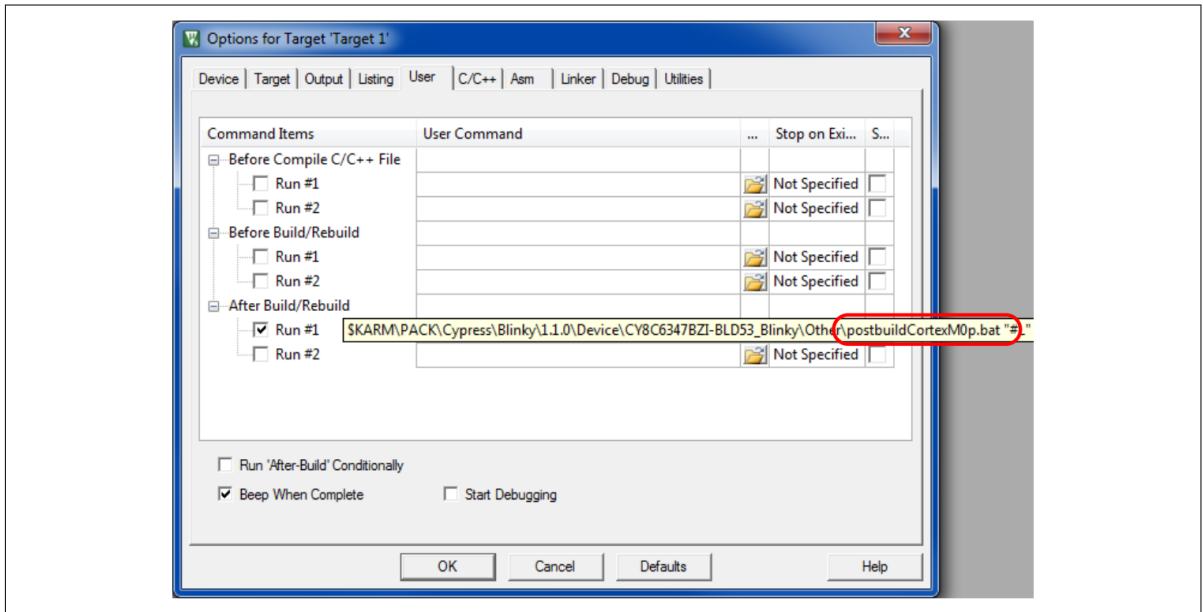 Options for Target 'Target 1'
Device Target Output Listing User C/C++ Asm Linker Debug Utilities
Command Items User Command ... Stop on Exi... S...
Before Compile C/C++ File
Run #1 Not Specified
Run #2 Not Specified
Before Build/Rebuild
Run #1 Not Specified
Run #2 Not Specified
After Build/Rebuild
Run #1 $KARM\PACK\Cypress\Blinky\1.1.0\Device\CY8C6347BZI-BLD53_Blinky\Other\postbuildCortexM0p.bat "#L"
Run #2 Not Specified
Run 'After-Build' Conditionally
Beep When Complete Start Debugging
OK Cancel Defaults Help